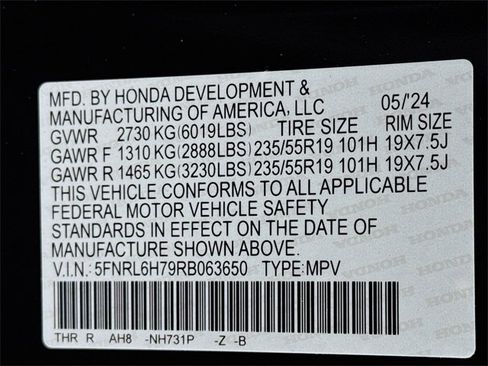 MFD. BY HONDA DEVELOPMENT &
MANUFACTURING OF AMERICA, LLC 05/'24
GVWR 2730 KG(6019LBS) TIRE SIZE RIM SIZE
GAWR F 1310 KG(2888LBS) 235/55R19 101H 19X7.5J
GAWR R 1465 KG(3230LBS) 235/55R19 101H 19X7.5J
THIS VEHICLE CONFORMS TO ALL APPLICABLE
FEDERAL MOTOR VEHICLE SAFETY
STANDARDS IN EFFECT ON THE DATE OF
MANUFACTURE SHOWN ABOVE.
V.I.N.: 5FNRL6H79RB063650 TYPE: MPV
THR R AH8 -NH731P -Z -B